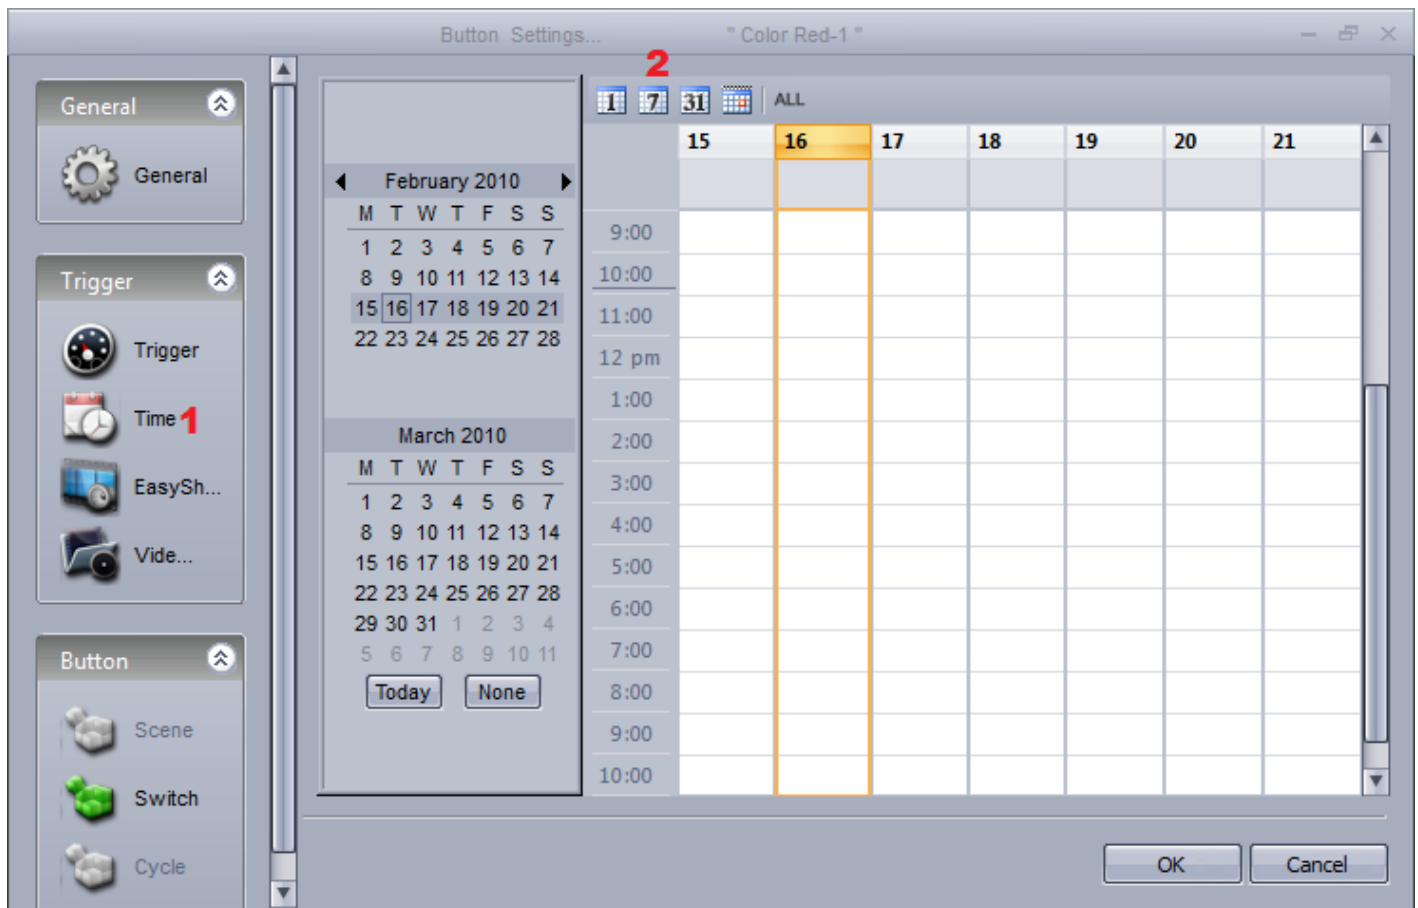 Button Settings... " Color Red-1 "
General
General
Trigger
Trigger
Time 1
EasySh...
Vide...
Button
Scene
Switch
Cycle
February 2010
M T W T F S S
1 2 3 4 5 6 7
8 9 10 11 12 13 14
15 16 17 18 19 20 21
22 23 24 25 26 27 28
March 2010
M T W T F S S
1 2 3 4 5 6 7
8 9 10 11 12 13 14
15 16 17 18 19 20 21
22 23 24 25 26 27 28
29 30 31 1 2 3 4
5 6 7 8 9 10 11
Today None
2
1 7 31 ALL
15 16 17 18 19 20 21
9:00
10:00
11:00
12 pm
1:00
2:00
3:00
4:00
5:00
6:00
7:00
8:00
9:00
10:00
OK Cancel